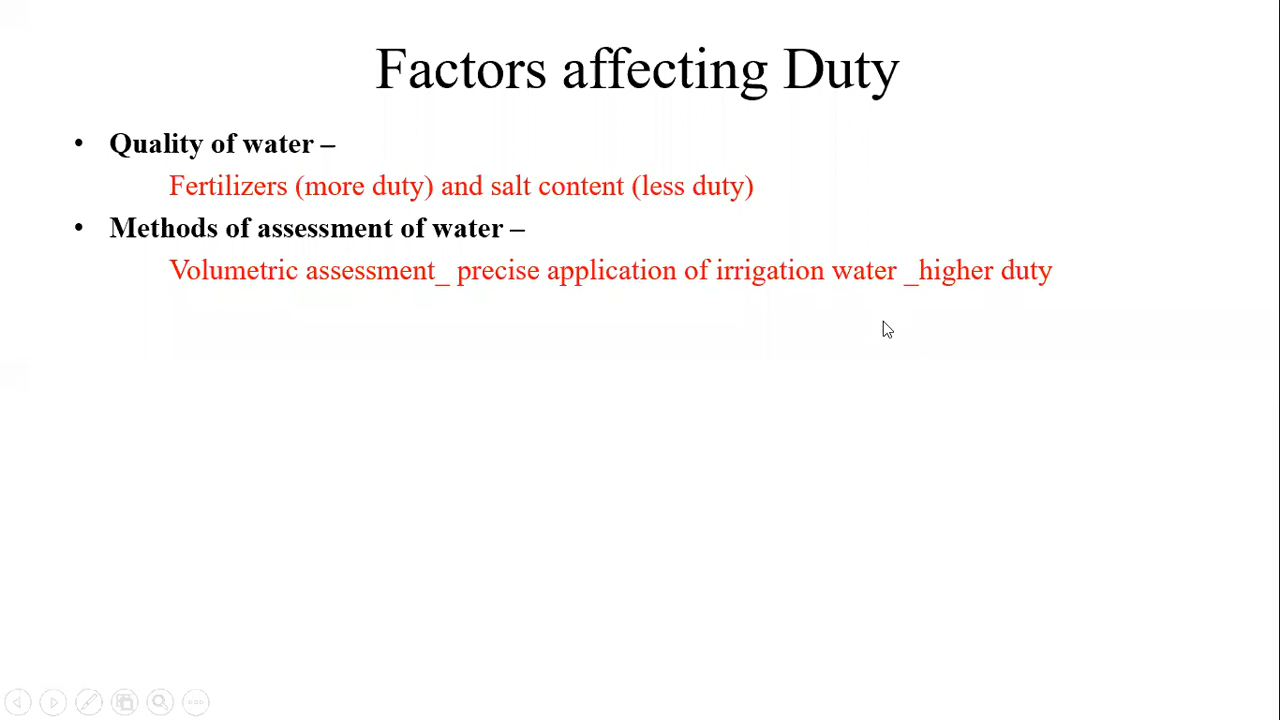 Factors affecting Duty
• Quality of water –
Fertilizers (more duty) and salt content (less duty)
• Methods of assessment of water –
Volumetric assessment_ precise application of irrigation water _higher duty